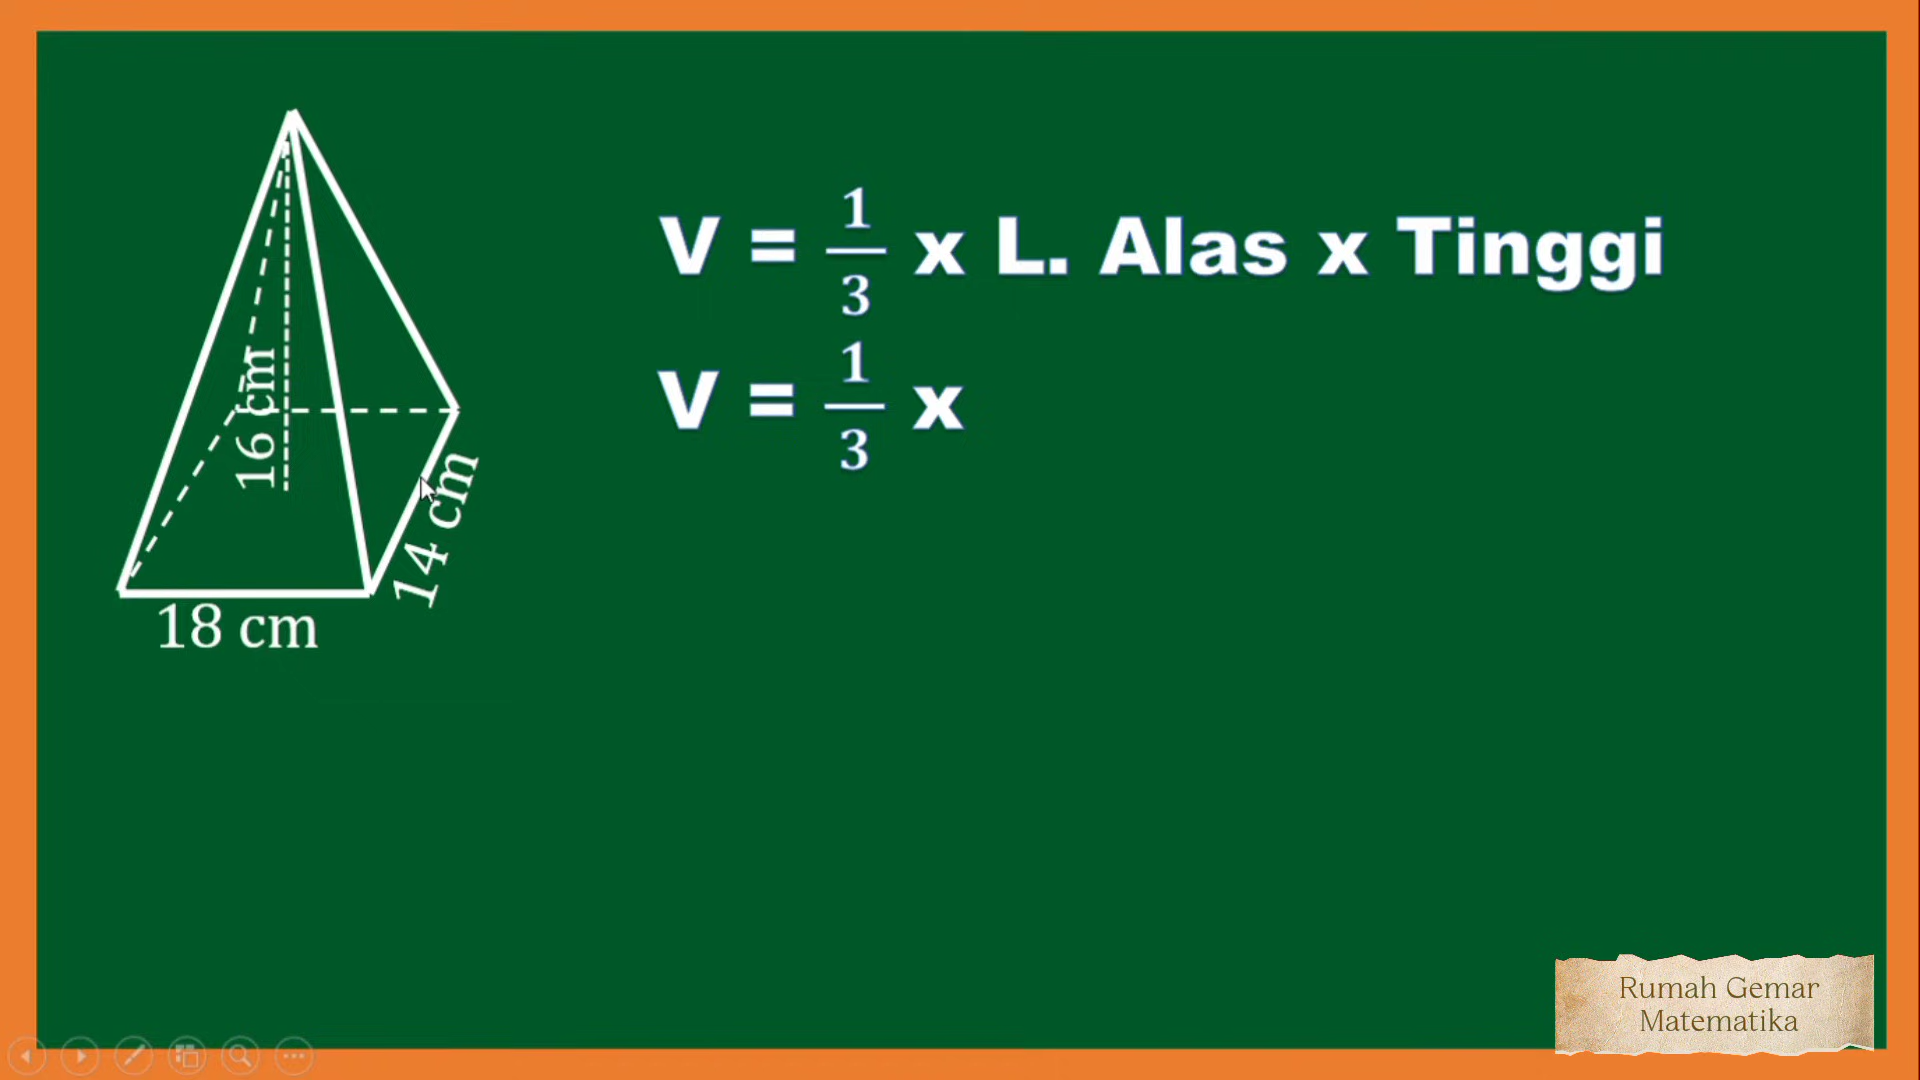 V = 1/3 x L. Alas x Tinggi
V = 1/3 x
16 cm
14 cm
18 cm
Rumah Gemar
Matematika